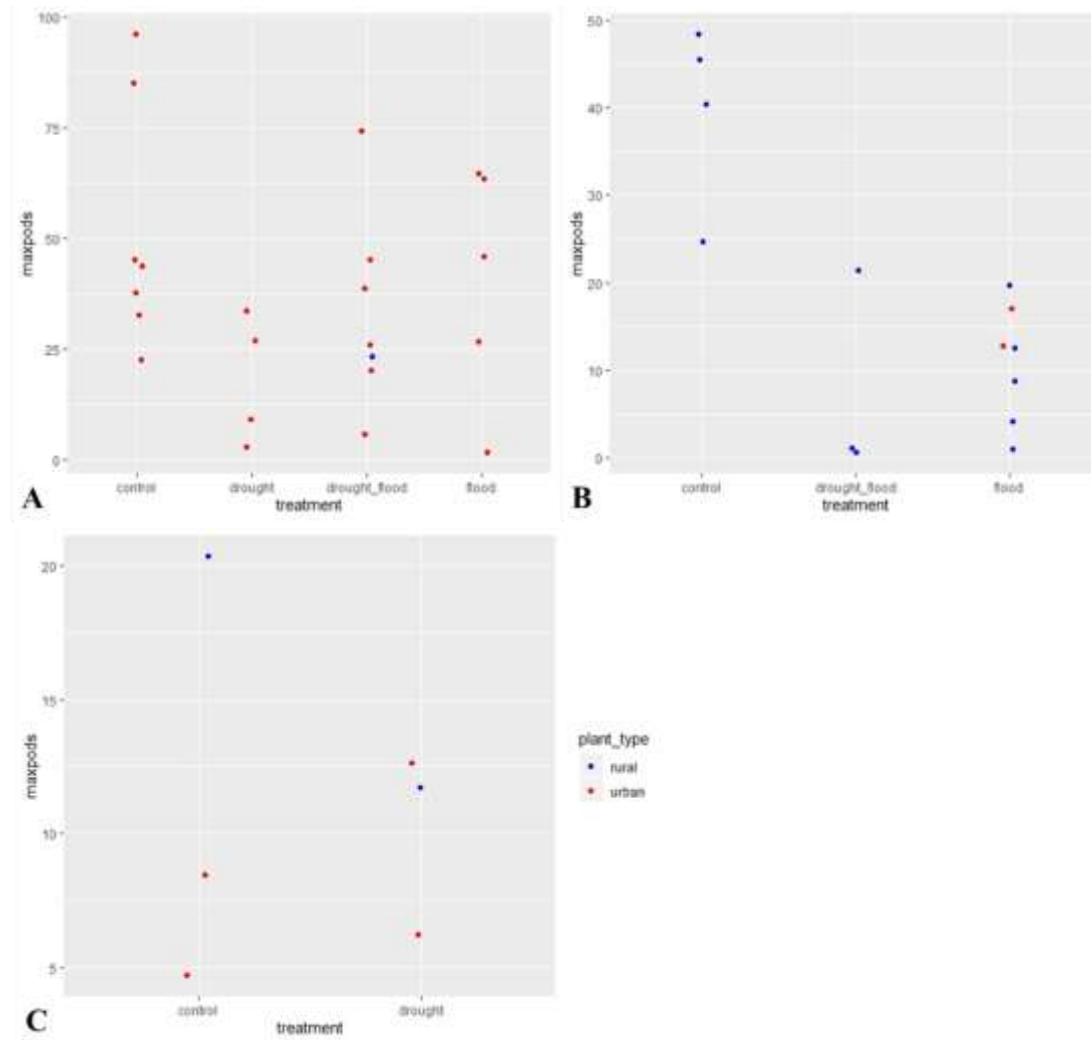 100
75
50
25
0
maxpods
control drought drought_flood flood
treatment
A
50
40
30
20
10
0
maxpods
control drought_flood flood
treatment
B
20
15
10
5
maxpods
control drought
treatment
C
plant_type
rural
urban